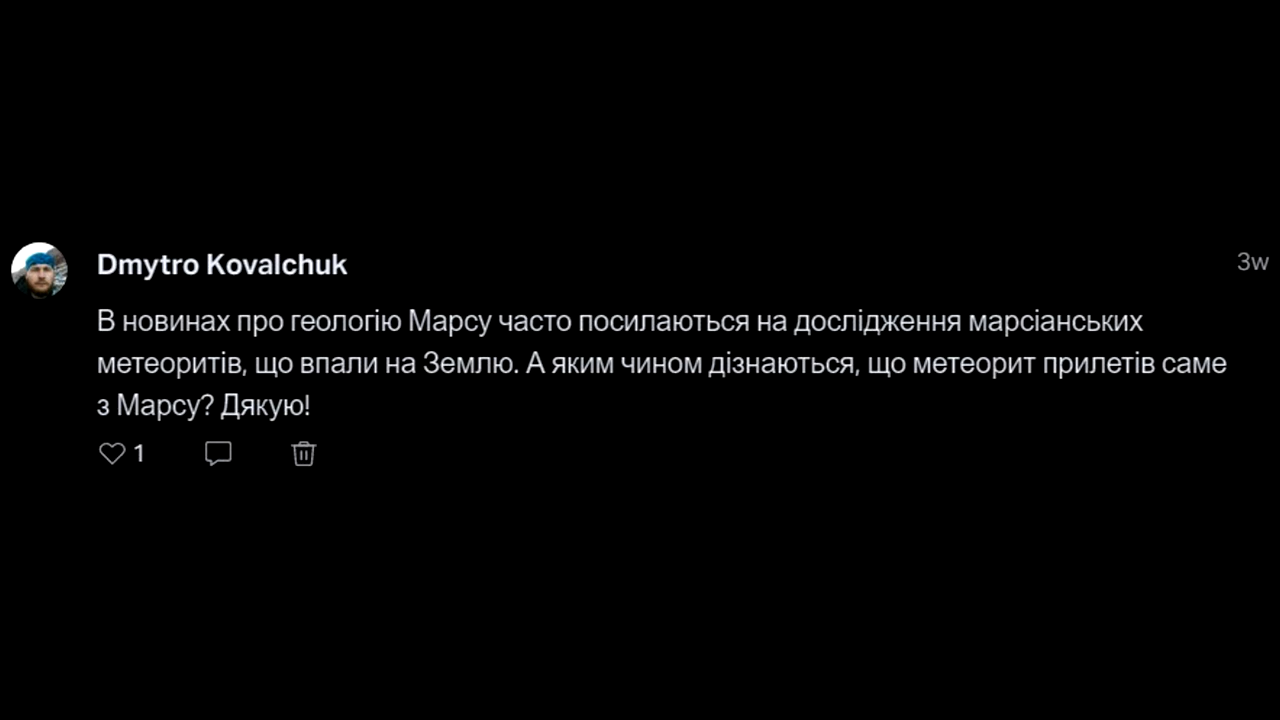 Dmytro Kovalchuk
3w
В новинах про геологію Марсу часто посилаються на дослідження марсіанських
метеоритів, що впали на Землю. А яким чином дізнаються, що метеорит прилетів саме
з Марсу? Дякую!
1